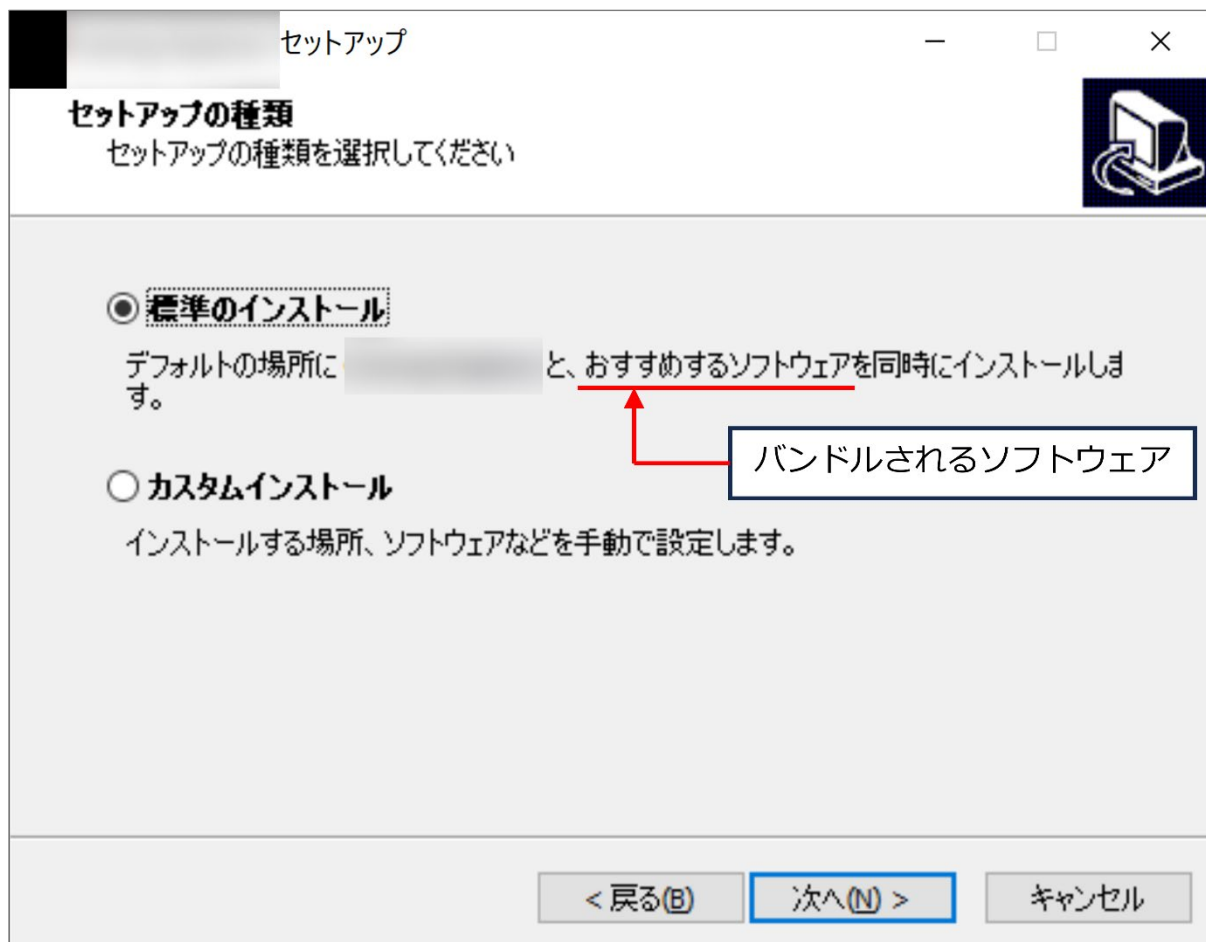 セットアップ
セットアップの種類
セットアップの種類を選択してください
標準のインストール
デフォルトの場所に と、おすすめするソフトウェアを同時にインストールしま
す。
バンドルされるソフトウェア
カスタムインストール
インストールする場所、ソフトウェアなどを手動で設定します。
< 戻る(B)
次へ(N) >
キャンセル